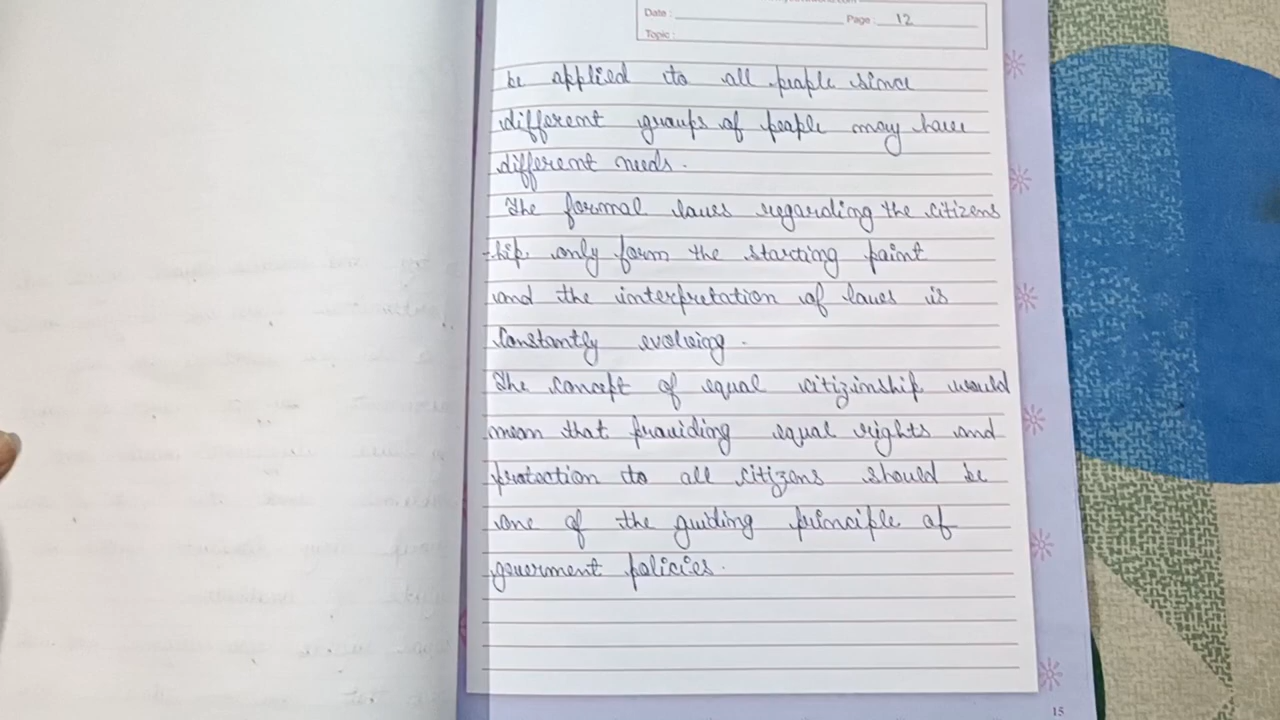 Date :
Page : 12
Topic :
be applied to all people since
different groups of people may have
different needs.
The formal laws regarding the citizens
-hip only form the starting point
and the interpretation of laws is
constantly evolving.
The concept of equal citizinship would
mean that providing equal rights and
protection to all citizens should be
one of the guiding principle of
goverment policies.
15